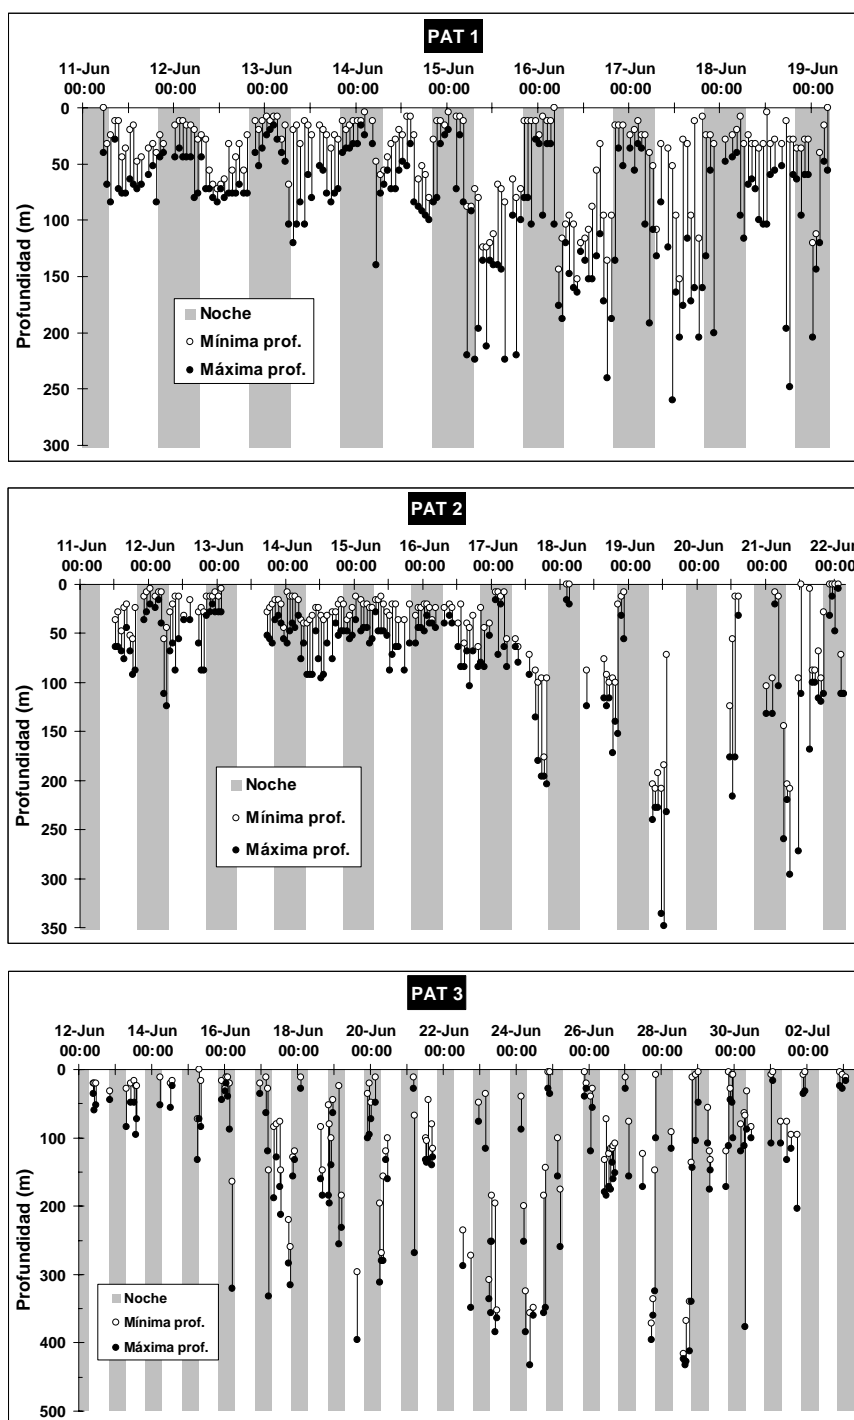 PAT 1
11-Jun 12-Jun 13-Jun 14-Jun 15-Jun 16-Jun 17-Jun 18-Jun 19-Jun
00:00 00:00 00:00 00:00 00:00 00:00 00:00 00:00 00:00
0
50
100
150
200
250
300
Profundidad (m)
Noche
Mínima prof.
Máxima prof.
PAT 2
11-Jun 12-Jun 13-Jun 14-Jun 15-Jun 16-Jun 17-Jun 18-Jun 19-Jun 20-Jun 21-Jun 22-Jun
00:00 00:00 00:00 00:00 00:00 00:00 00:00 00:00 00:00 00:00 00:00 00:00
0
50
100
150
200
250
300
350
Profundidad (m)
Noche
Mínima prof.
Máxima prof.
PAT 3
12-Jun 14-Jun 16-Jun 18-Jun 20-Jun 22-Jun 24-Jun 26-Jun 28-Jun 30-Jun 02-Jul
00:00 00:00 00:00 00:00 00:00 00:00 00:00 00:00 00:00 00:00 00:00
0
100
200
300
400
500
Profundidad (m)
Noche
Mínima prof.
Máxima prof.